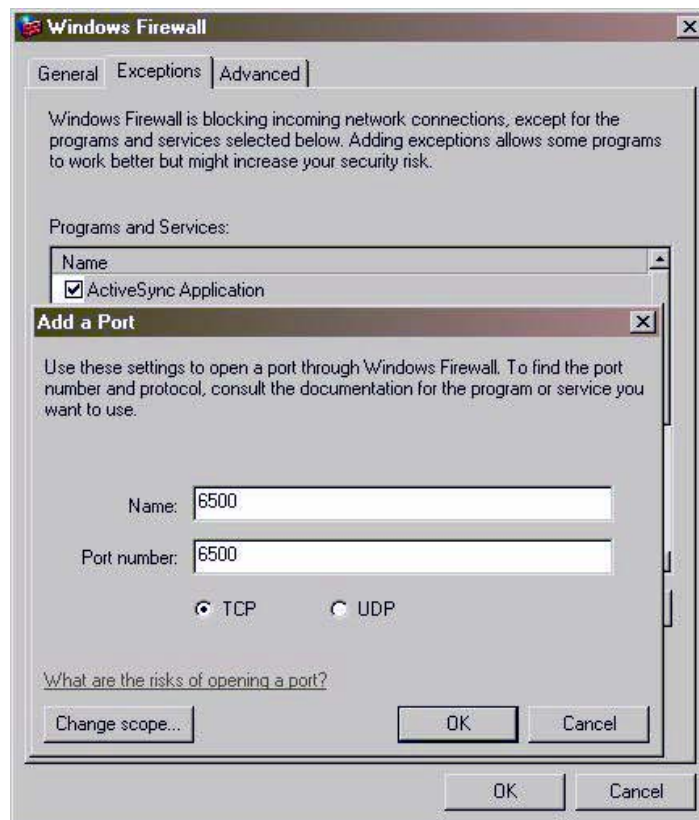 Windows Firewall
General Exceptions Advanced
Windows Firewall is blocking incoming network connections, except for the
programs and services selected below. Adding exceptions allows some programs
to work better but might increase your security risk.
Programs and Services:
Name
ActiveSync Application
Add a Port
Use these settings to open a port through Windows Firewall. To find the port
number and protocol, consult the documentation for the program or service you
want to use.
Name: 6500
Port number: 6500
TCP UDP
What are the risks of opening a port?
Change scope... OK Cancel
OK Cancel